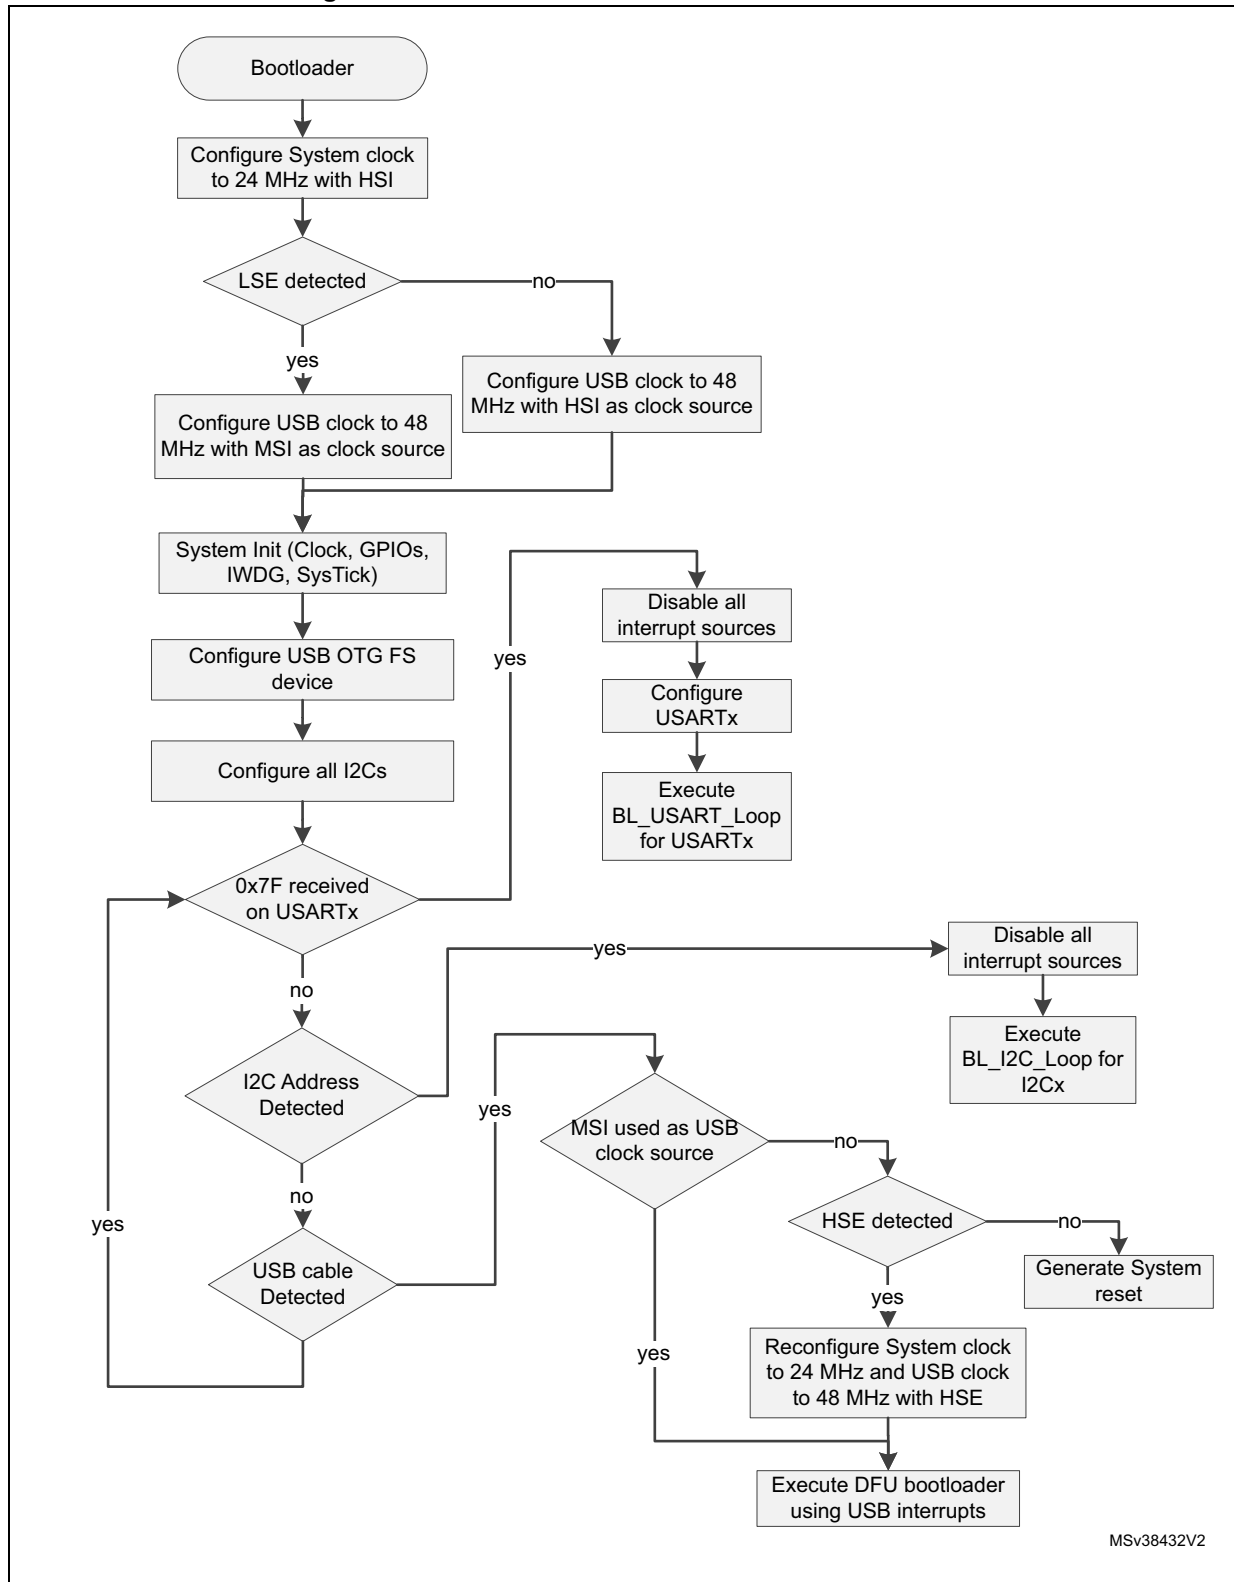 Bootloader
Configure System clock
to 24 MHz with HSI
LSE detected
no
yes
Configure USB clock to 48
MHz with HSI as clock source
Configure USB clock to 48
MHz with MSI as clock source
System Init (Clock, GPIOs,
IWDG, SysTick)
Disable all
interrupt sources
yes
Configure USB OTG FS
device
Configure
USARTx
Configure all I2Cs
Execute
BL_USART_Loop
for USARTx
0x7F received
on USARTx
yes
Disable all
interrupt sources
no
Execute
BL_I2C_Loop for
I2Cx
I2C Address
Detected
yes
MSI used as USB
clock source
no
no
yes
HSE detected
no
USB cable
Detected
Generate System
reset
yes
yes
Reconfigure System clock
to 24 MHz and USB clock
to 48 MHz with HSE
Execute DFU bootloader
using USB interrupts
MSv38432V2